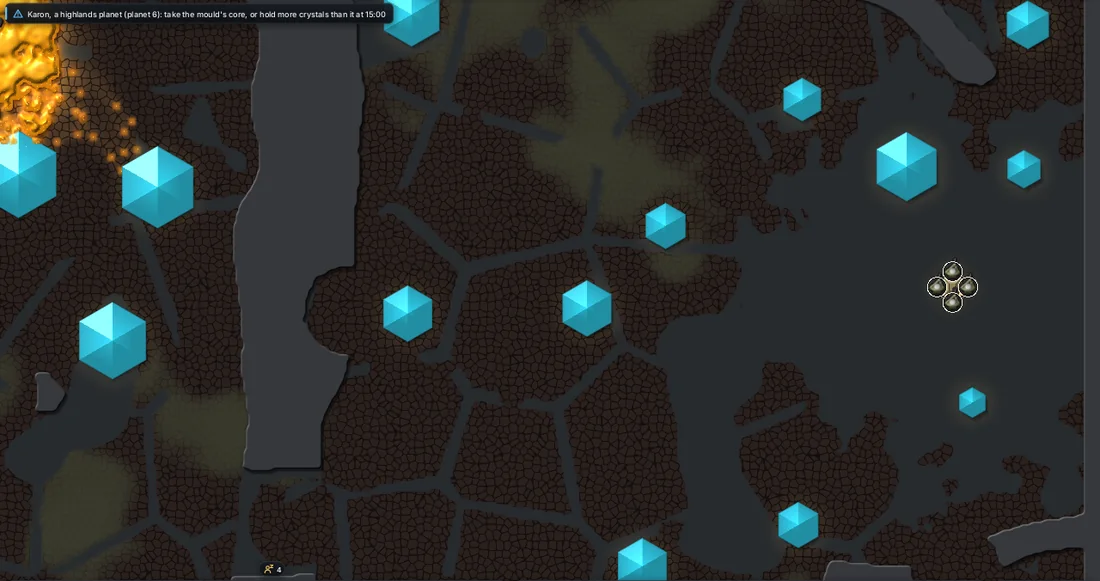 Karon, a highlands planet (planet 6): take the mould's core, or hold more crystals than it at 15:00
4